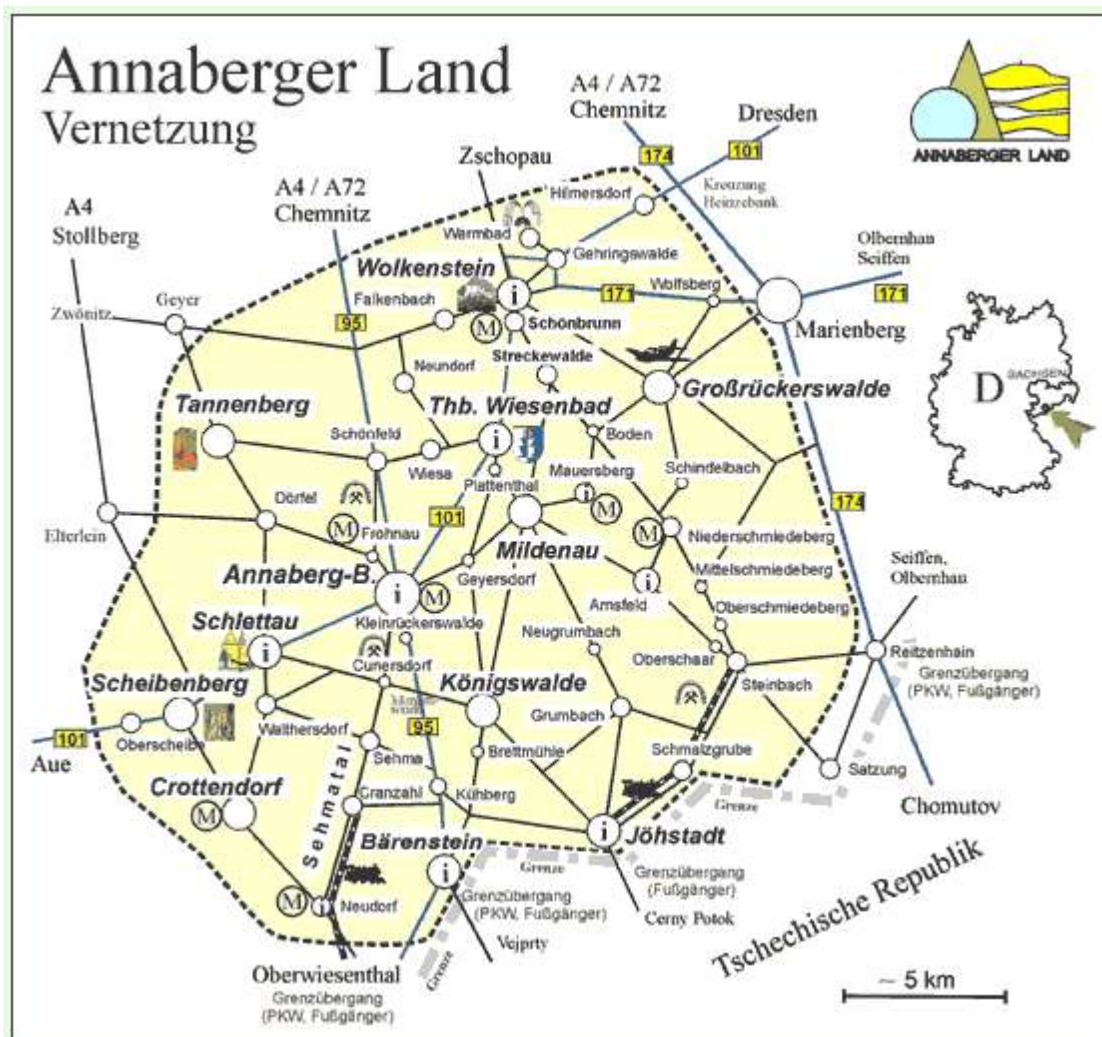 Annaberger Land
Vernetzung
A4 / A72
Chemnitz
Dresden
174
101
ANNABERGER LAND
Zschopau
A4 / A72
Chemnitz
Hilmersdorf
Kreuzung
Heinzebank
A4
Stollberg
Warmbad
Gehringswalde
Olbernhau
Seiffen
Wolkenstein
i
171
Wolfsberg
171
Geyer
Falkenbach
Zwönitz
95
M
Schönbrunn
Marienberg
Streckewalde
Neundorf
Großrückerswalde
D
SACHSEN
Tannenberg
Thb. Wiesenbad
i
Schönfeld
Boden
Wiesa
Mauersberg
Schindelbach
Plattenthal
i
Dörfel
M
101
M
174
Elterlein
Frohnau
M
Niederschmiedeberg
Mildenau
Seiffen,
Olbernhau
Annaberg-B.
Geyersdorf
Mittelschmiedeberg
i
M
i
Arnsfeld
Schlettau
Kleinrückerswalde
Oberschmiedeberg
i
Neugrumbach
Cunersdorf
Oberschaar
Reitzenhain
Scheibenberg
Königswalde
Steinbach
Grenzübergang
(PKW, Fußgänger)
Grumbach
95
101
Oberscheibe
Walthersdorf
Aue
Sehma
Brettmühle
Schmalzgrube
Satzung
Crottendorf
Sehmatal
Cranzahl
Kühberg
Grenze
Chomutov
M
Bärenstein
i
Jöhstadt
i
Grenze
Grenzübergang
(Fußgänger)
M
i
Neudorf
Grenzübergang
(PKW, Fußgänger)
Cerny Potok
Tschechische Republik
Vejprty
Oberwiesenthal
Grenze
Grenzübergang
(PKW, Fußgänger)
~ 5 km